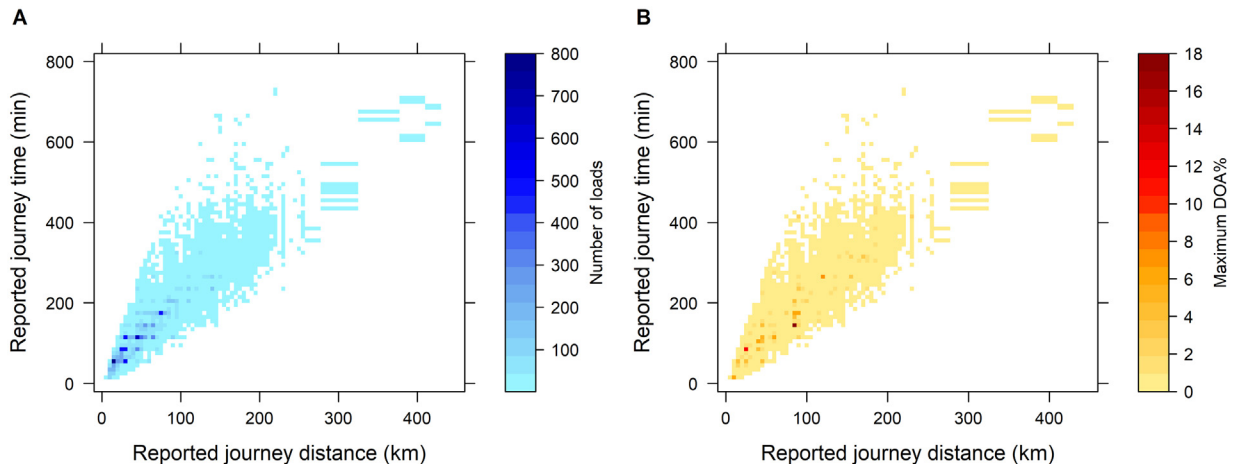 A
800
600
400
200
0
Reported journey time (min)
0 100 200 300 400
Reported journey distance (km)
800
700
600
500
400
300
200
100
Number of loads
B
800
600
400
200
0
Reported journey time (min)
0 100 200 300 400
Reported journey distance (km)
18
16
14
12
10
8
6
4
2
0
Maximum DOA%